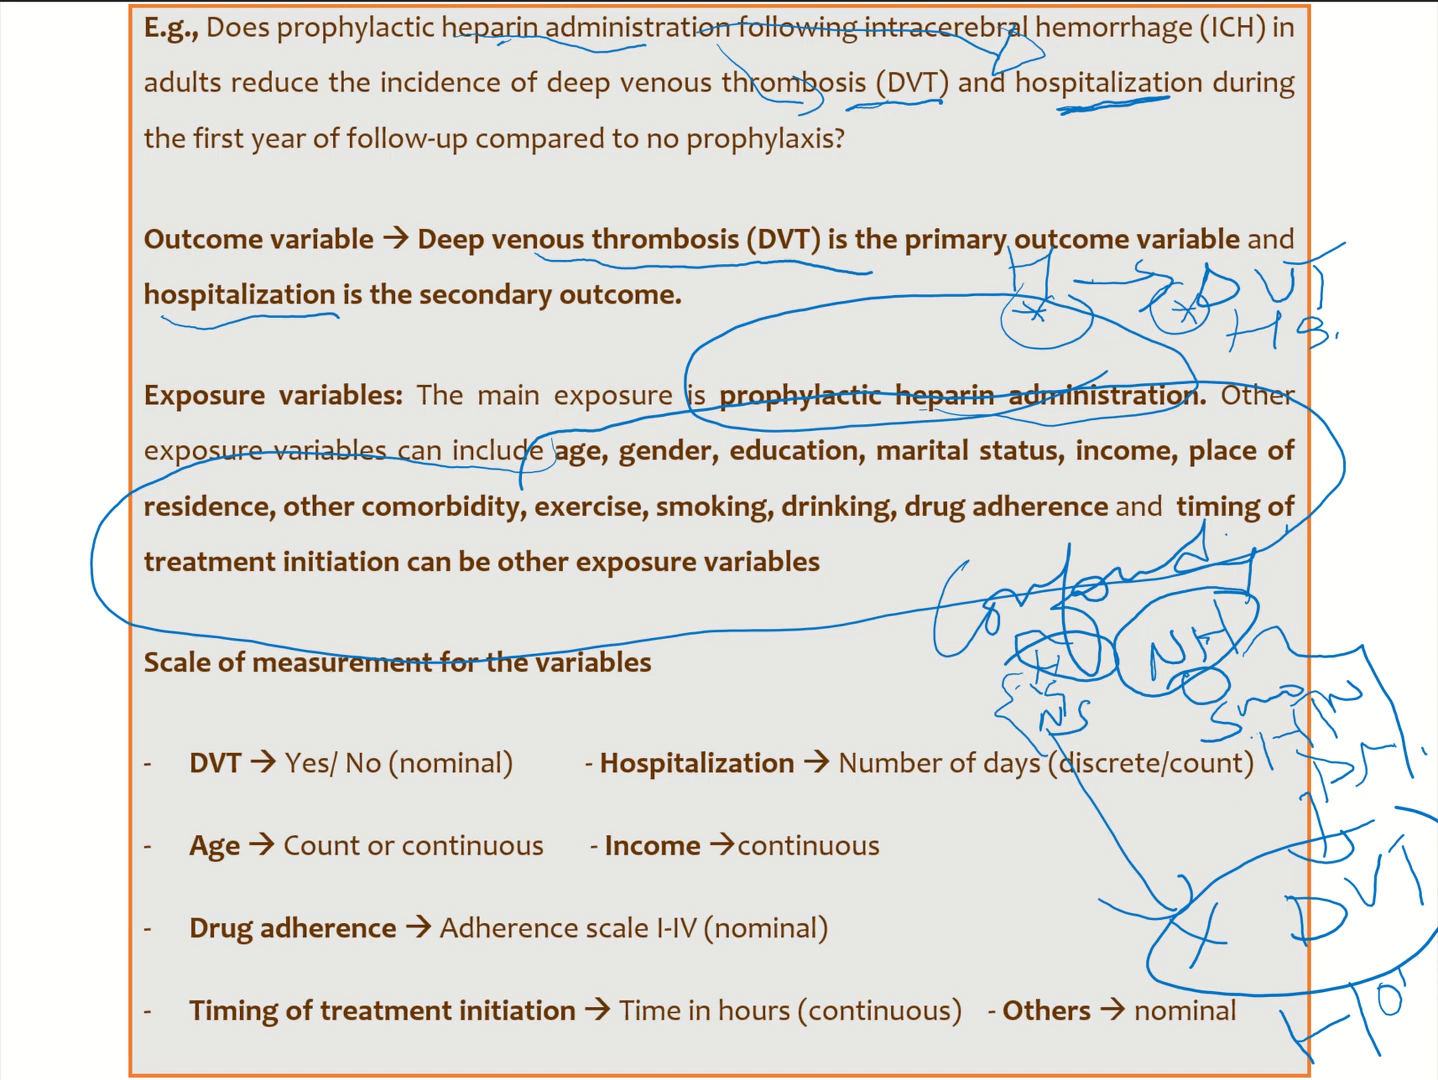 E.g., Does prophylactic heparin administration following intracerebral hemorrhage (ICH) in
adults reduce the incidence of deep venous thrombosis (DVT) and hospitalization during
the first year of follow-up compared to no prophylaxis?
Outcome variable → Deep venous thrombosis (DVT) is the primary outcome variable and
hospitalization is the secondary outcome.
H → DVT
Exposure variables: The main exposure is prophylactic heparin administration. Other
exposure variables can include age, gender, education, marital status, income, place of
residence, other comorbidity, exercise, smoking, drinking, drug adherence and timing of
treatment initiation can be other exposure variables
Confound
H NH
NS
Scale of measurement for the variables
- DVT → Yes/ No (nominal) - Hospitalization → Number of days (discrete/count)
- Age → Count or continuous - Income →continuous
- Drug adherence → Adherence scale I-IV (nominal)
DVT
- Timing of treatment initiation → Time in hours (continuous) - Others → nominal